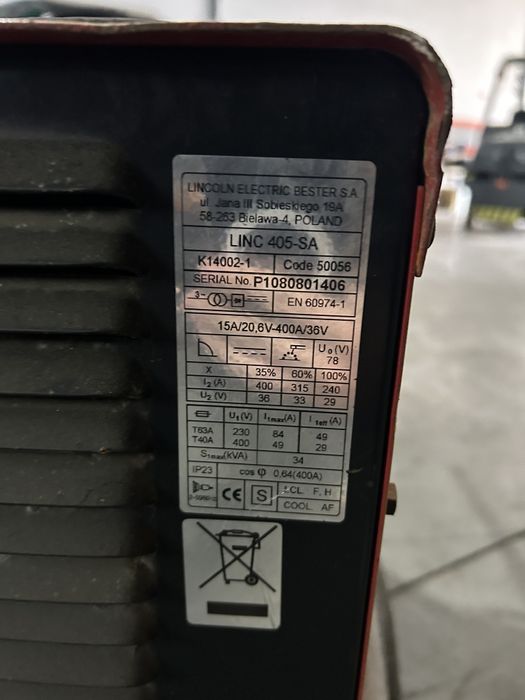 LINCOLN ELECTRIC BESTER S.A.
ul. Jana III Sobieskiego 19A
58-263 Bielawa-4, POLAND
LINC 405-SA
K14002-1 Code 50056
SERIAL No. P1080801406
3~ EN 60974-1
15A/20,6V-400A/36V
U0(V)
78
X 35% 60% 100%
I2 (A) 400 315 240
U2 (V) 36 33 29
U1(V) I1max(A) I1eff(A)
T63A 230 84 49
T40A 400 49 29
S1max(kVA) 34
IP23 cos φ 0.64(400A)
CE S I.CL. F, H
COOL. AF